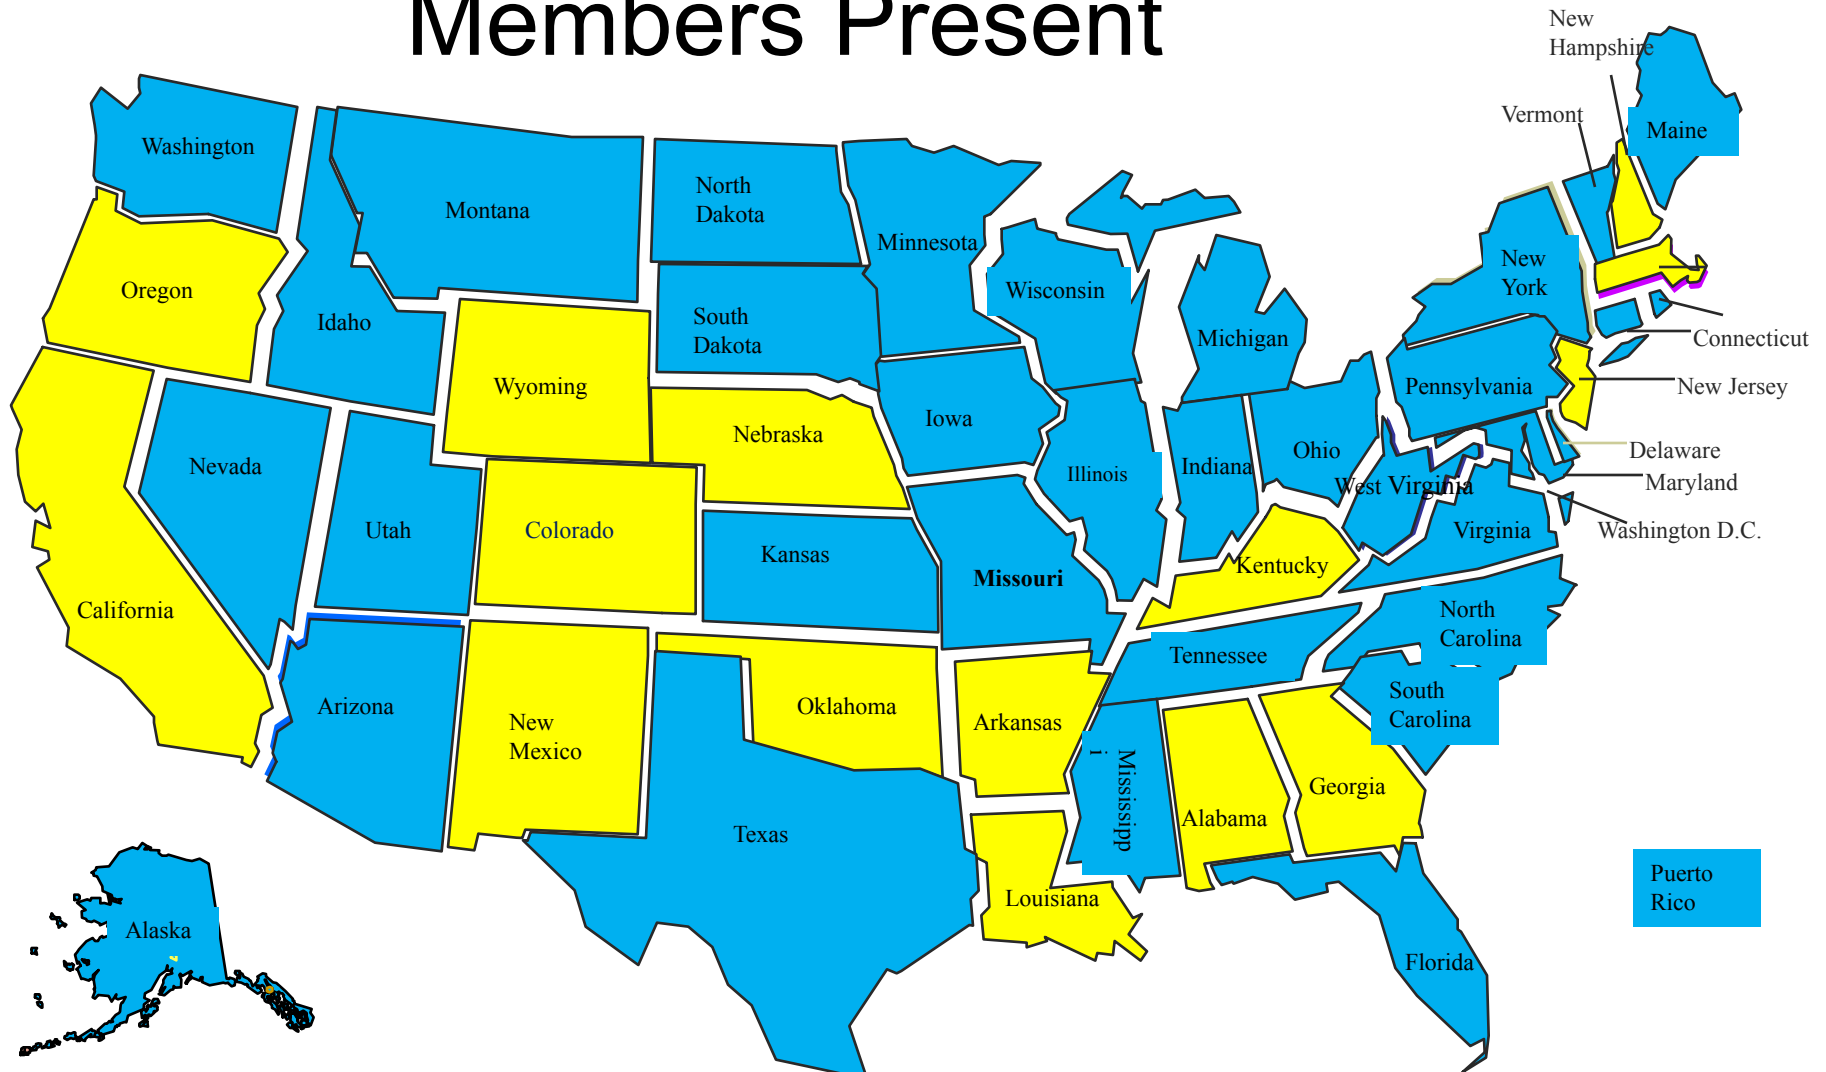 Members Present
New
Hampshire
Vermont
Maine
Washington
North
Dakota
Montana
Minnesota
New
York
Oregon
Wisconsin
Idaho
South
Dakota
Michigan
Connecticut
Wyoming
Pennsylvania
New Jersey
Iowa
Nebraska
Nevada
Illinois
Indiana
Ohio
Delaware
West Virginia
Maryland
Utah
Colorado
Virginia
Washington D.C.
Kansas
Missouri
Kentucky
California
North
Carolina
Tennessee
Arizona
Oklahoma
South
Carolina
New
Mexico
Arkansas
Mississipp
i
Georgia
Alabama
Texas
Puerto
Rico
Louisiana
Alaska
Florida